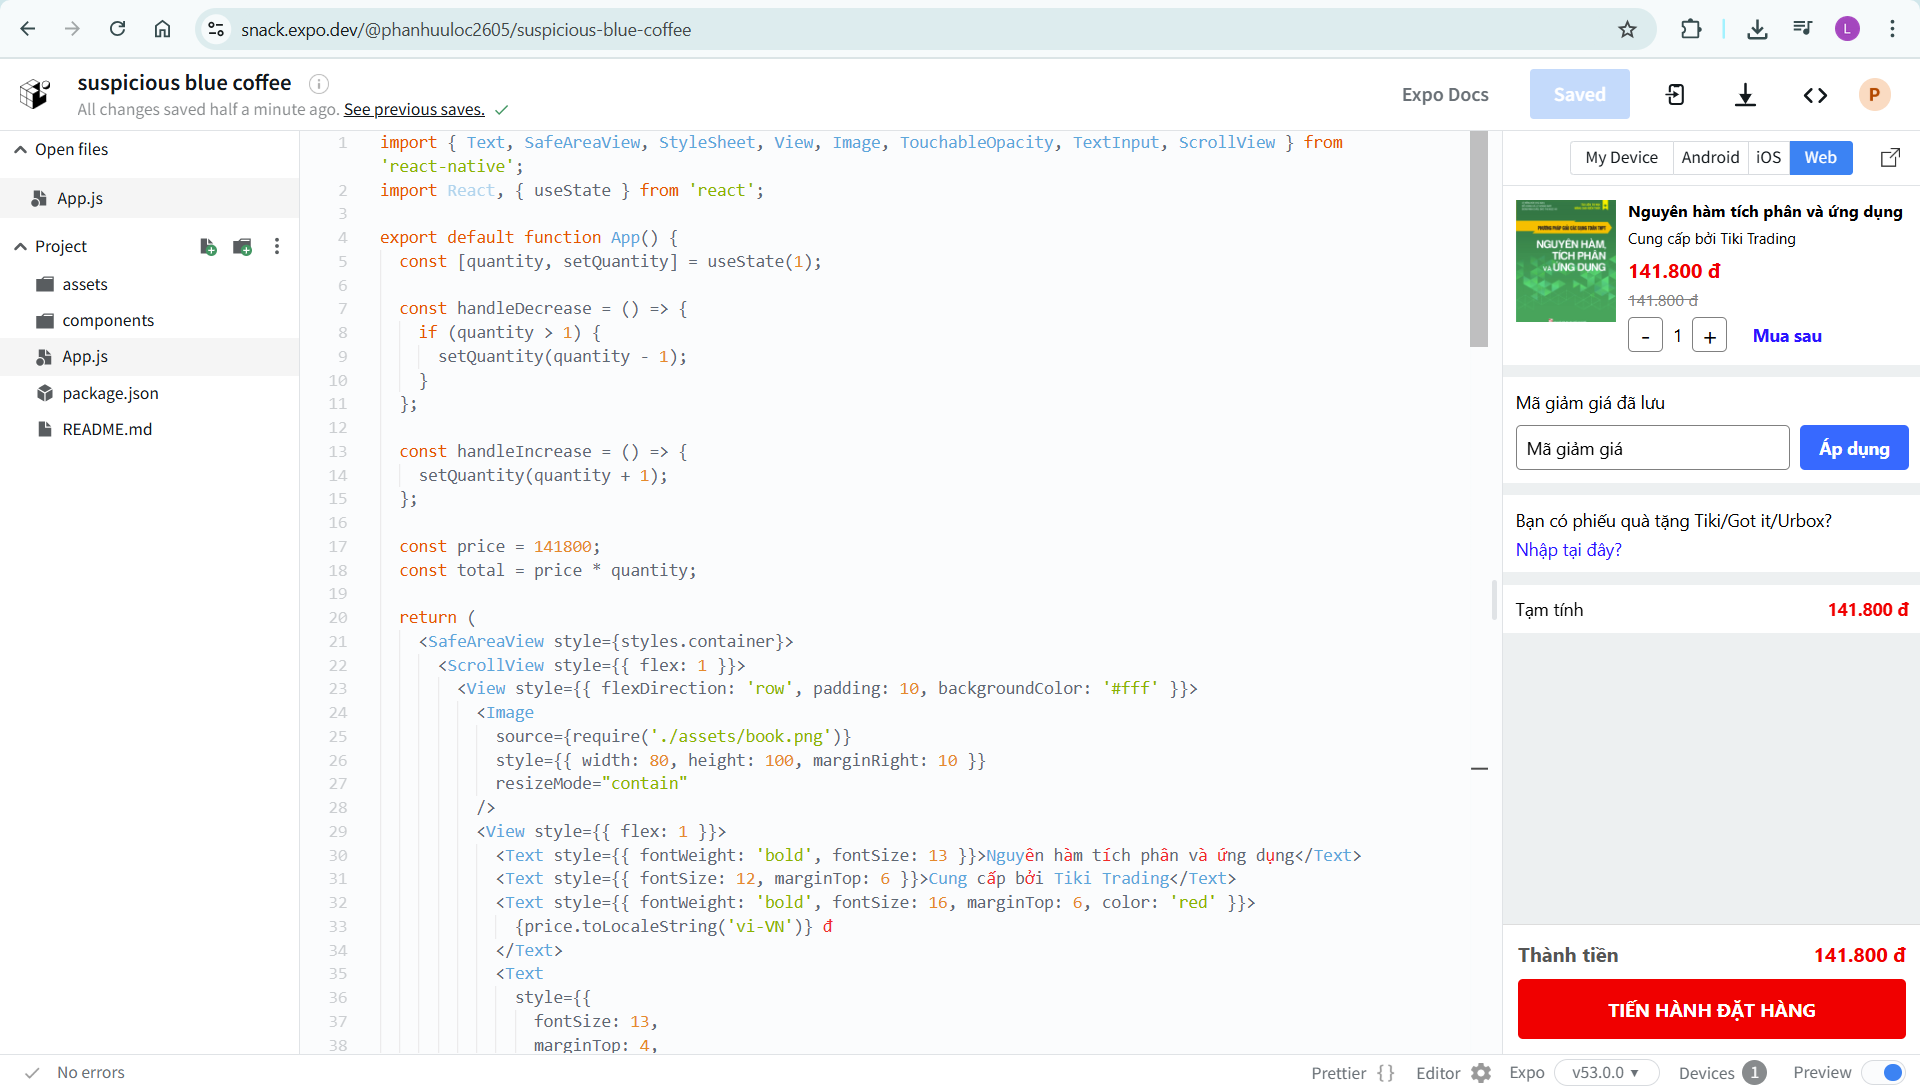 snack.expo.dev/@phanhuuloc2605/suspicious-blue-coffee
L
suspicious blue coffee
All changes saved half a minute ago. See previous saves.
Expo Docs
Saved
P
Open files
App.js
Project
assets
components
App.js
package.json
README.md
1 import { Text, SafeAreaView, StyleSheet, View, Image, TouchableOpacity, TextInput, ScrollView } from
'react-native';
2 import React, { useState } from 'react';
3
4 export default function App() {
5 const [quantity, setQuantity] = useState(1);
6
7 const handleDecrease = () => {
8 if (quantity > 1) {
9 setQuantity(quantity - 1);
10 }
11 };
12
13 const handleIncrease = () => {
14 setQuantity(quantity + 1);
15 };
16
17 const price = 141800;
18 const total = price * quantity;
19
20 return (
21 <SafeAreaView style={styles.container}>
22 <ScrollView style={{ flex: 1 }}>
23 <View style={{ flexDirection: 'row', padding: 10, backgroundColor: '#fff' }}>
24 <Image
25 source={require('./assets/book.png')}
26 style={{ width: 80, height: 100, marginRight: 10 }}
27 resizeMode="contain"
28 />
29 <View style={{ flex: 1 }}>
30 <Text style={{ fontWeight: 'bold', fontSize: 13 }}>Nguyên hàm tích phân và ứng dụng</Text>
31 <Text style={{ fontSize: 12, marginTop: 6 }}>Cung cấp bởi Tiki Trading</Text>
32 <Text style={{ fontWeight: 'bold', fontSize: 16, marginTop: 6, color: 'red' }}>
33 {price.toLocaleString('vi-VN')} đ
34 </Text>
35 <Text
36 style={{
37 fontSize: 13,
38 marginTop: 4,
My Device
Android
iOS
Web
NGUYÊN HÀM,
TÍCH PHÂN
VÀ ỨNG DỤNG
Nguyên hàm tích phân và ứng dụng
Cung cấp bởi Tiki Trading
141.800 đ
141.800 đ
- 1 + Mua sau
Mã giảm giá đã lưu
Mã giảm giá
Áp dụng
Bạn có phiếu quà tặng Tiki/Got it/Urbox?
Nhập tại đây?
Tạm tính 141.800 đ
Thành tiền 141.800 đ
TIẾN HÀNH ĐẶT HÀNG
No errors
Prettier {}
Editor
Expo
v53.0.0
Devices 1
Preview